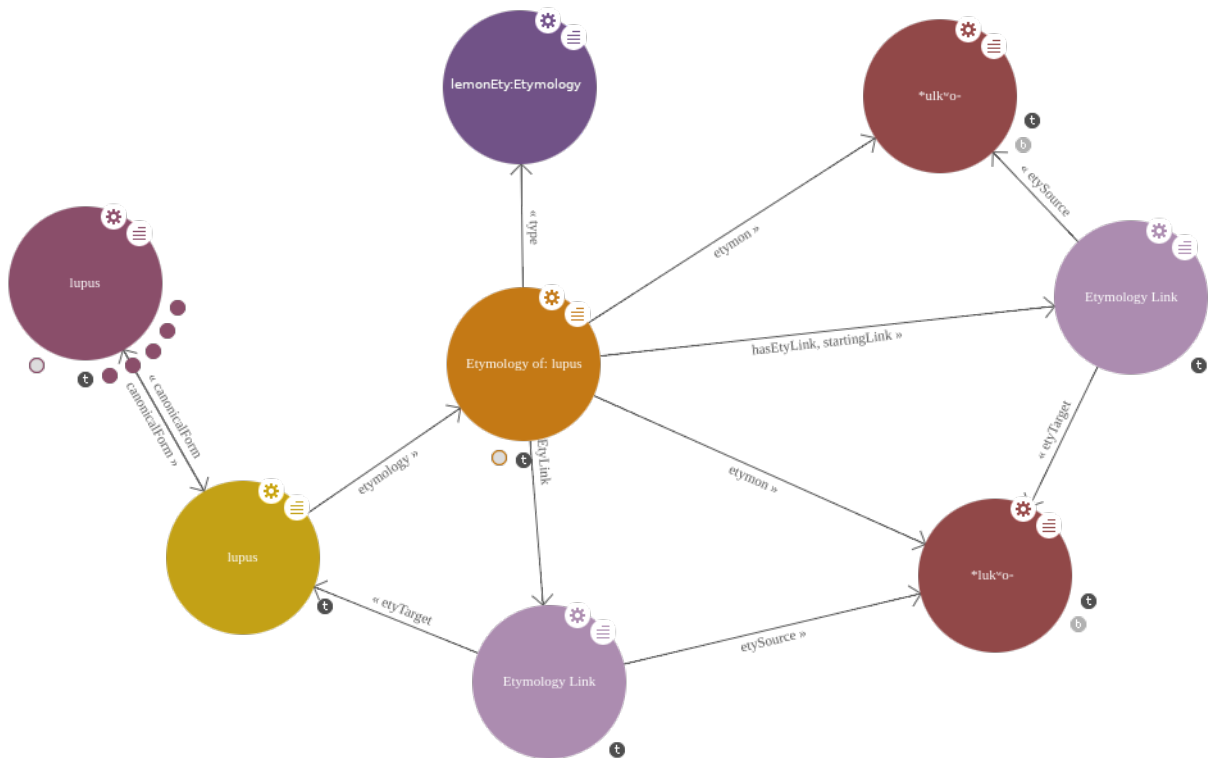 lemonEty:Etymology
*ulkʷo-
« etySource
« type
etymon »
lupus
Etymology Link
hasEtyLink, startingLink »
Etymology of: lupus
« canonicalForm
canonicalForm »
« etyTarget
etymology »
EtyLink
etymon »
t
b
lupus
*lukʷo-
« etyTarget
etySource »
Etymology Link
t
t
t
t
t
b
t